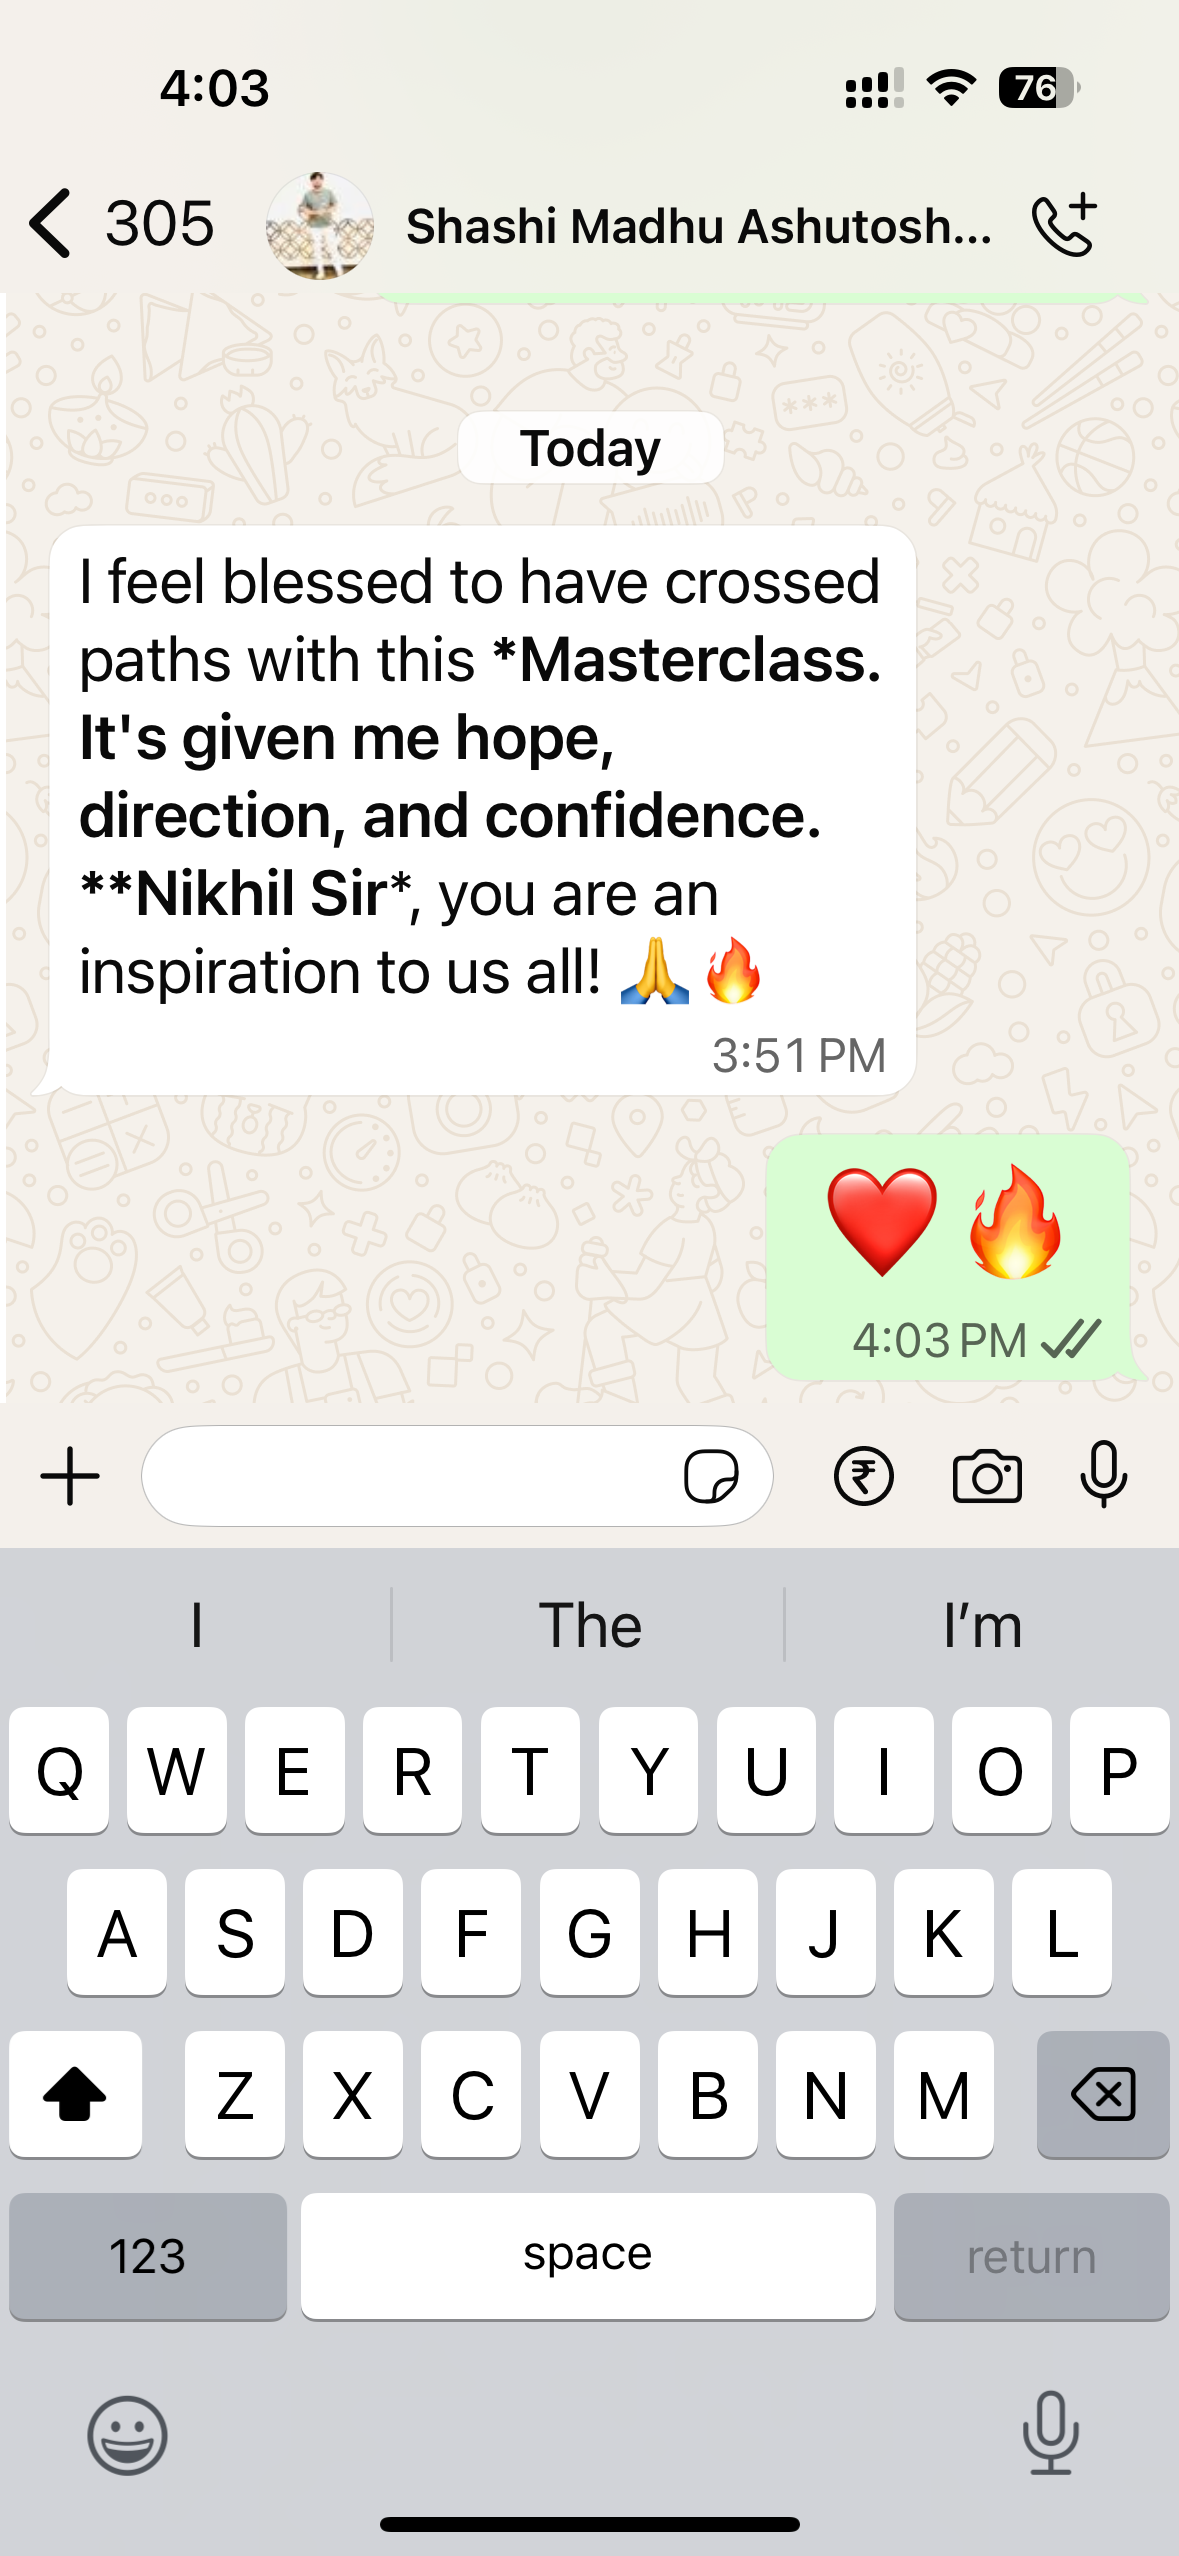 4:03
76
305
Shashi Madhu Ashutosh...
Today
I feel blessed to have crossed
paths with this *Masterclass.
It's given me hope,
direction, and confidence.
**Nikhil Sir*, you are an
inspiration to us all! 🙏🔥
3:51 PM
❤️🔥
4:03 PM
₹
I The I’m
Q W E R T Y U I O P
A S D F G H J K L
Z X C V B N M
123 space return